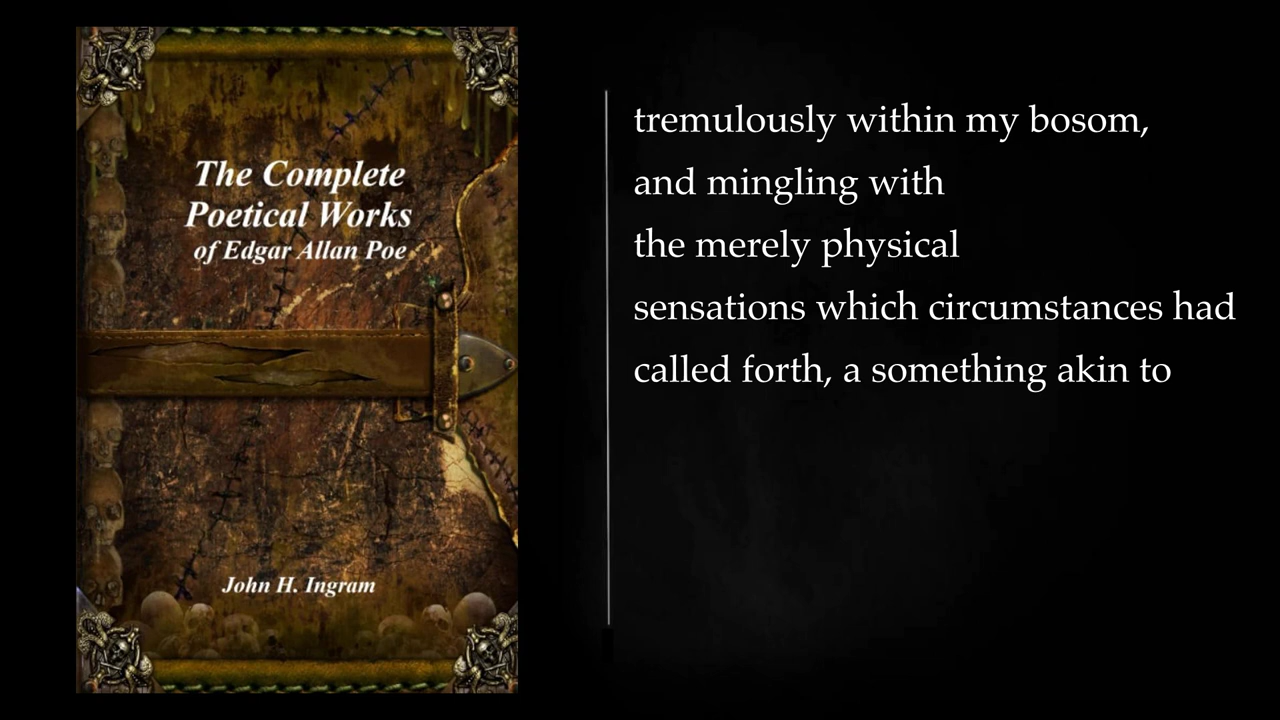 The Complete
Poetical Works
of Edgar Allan Poe
John H. Ingram
tremulously within my bosom,
and mingling with
the merely physical
sensations which circumstances had
called forth, a something akin to